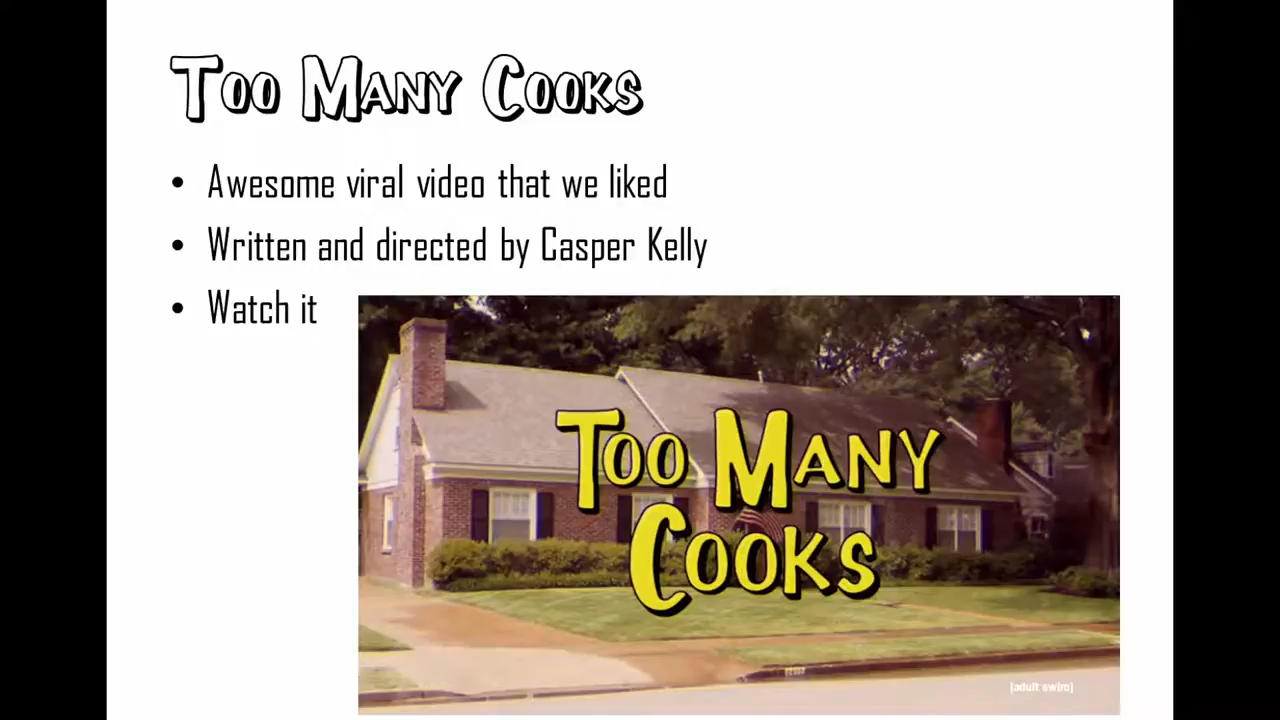 Too Many Cooks
• Awesome viral video that we liked
• Written and directed by Casper Kelly
• Watch it
Too Many
Cooks
[adult swim]